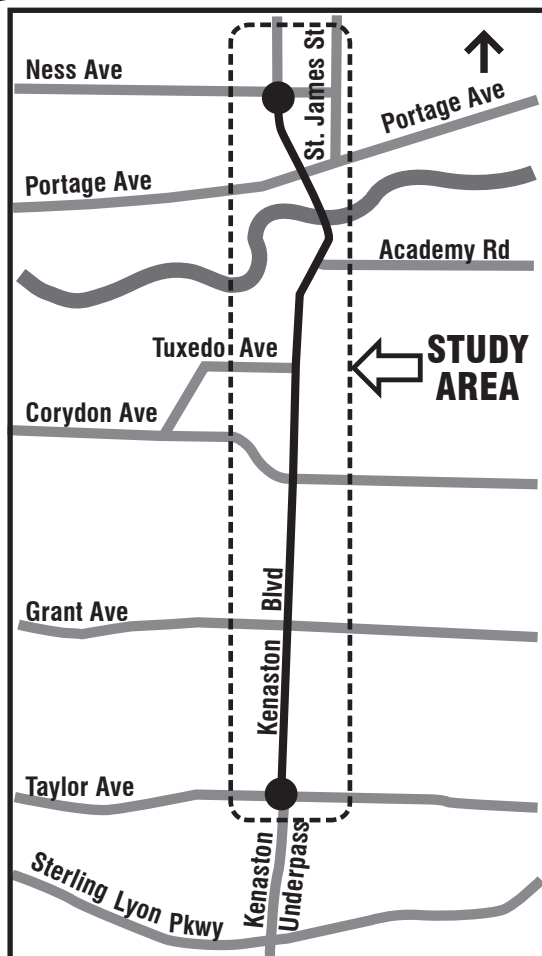 Ness Ave
St. James St
Portage Ave
Portage Ave
Academy Rd
Tuxedo Ave
STUDY
AREA
Corydon Ave
Grant Ave
Kenaston Blvd
Taylor Ave
Kenaston
Underpass
Sterling Lyon Pkwy